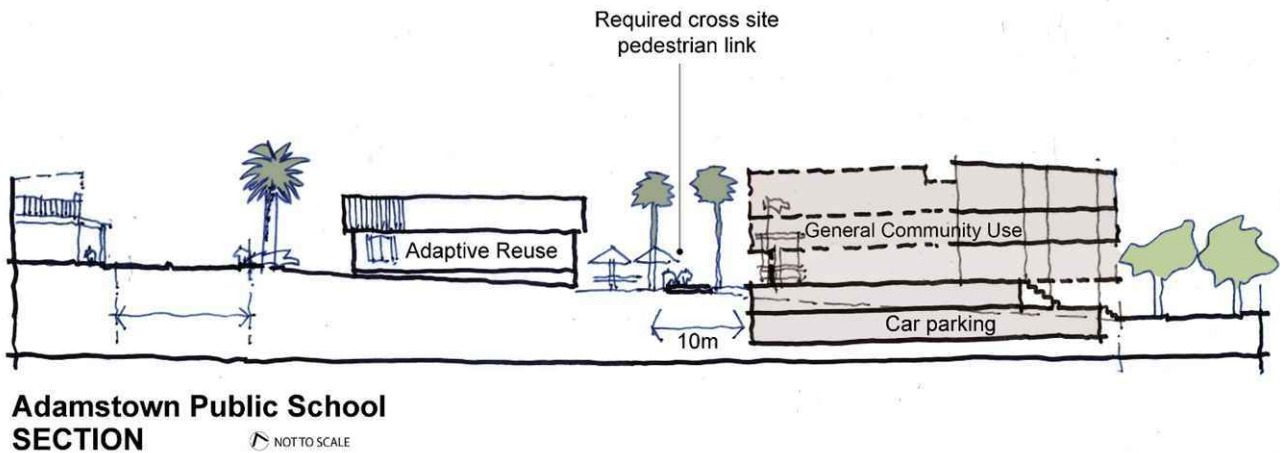 Required cross site
pedestrian link
Adaptive Reuse
General Community Use
Car parking
10m
Adamstown Public School
SECTION
NOT TO SCALE